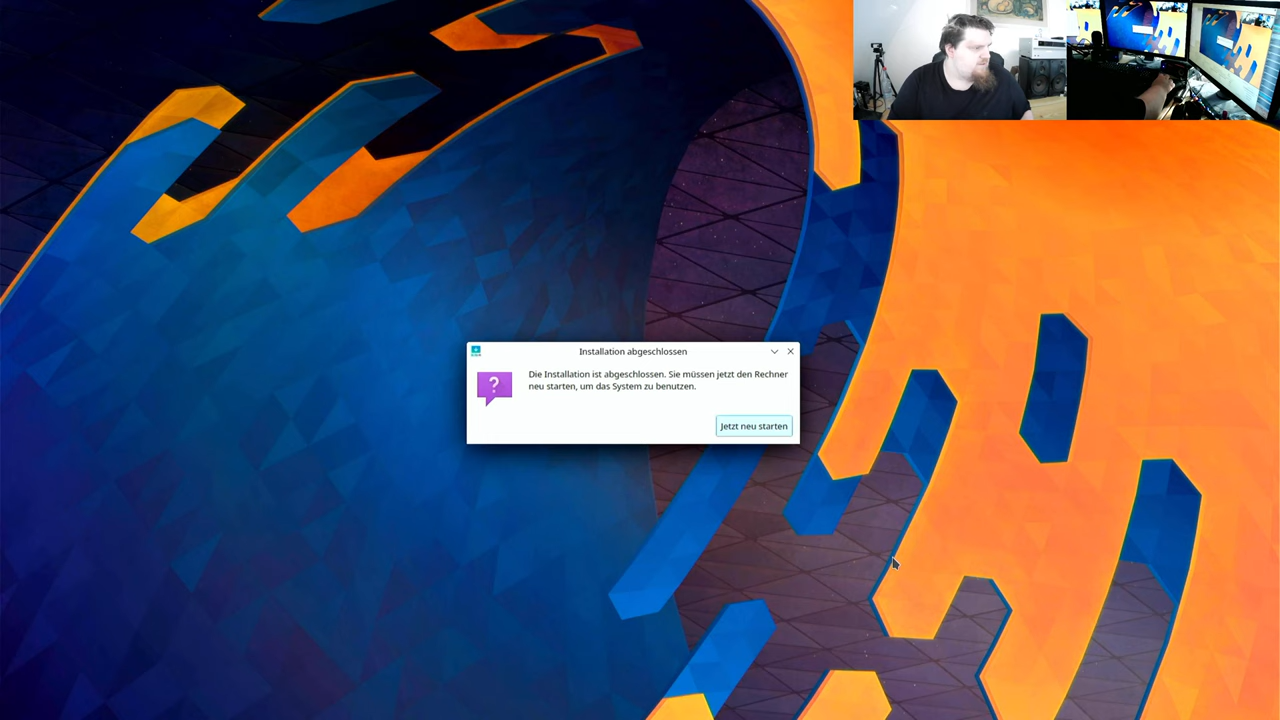 Installation abgeschlossen
Die Installation ist abgeschlossen. Sie müssen jetzt den Rechner
neu starten, um das System zu benutzen.
Jetzt neu starten